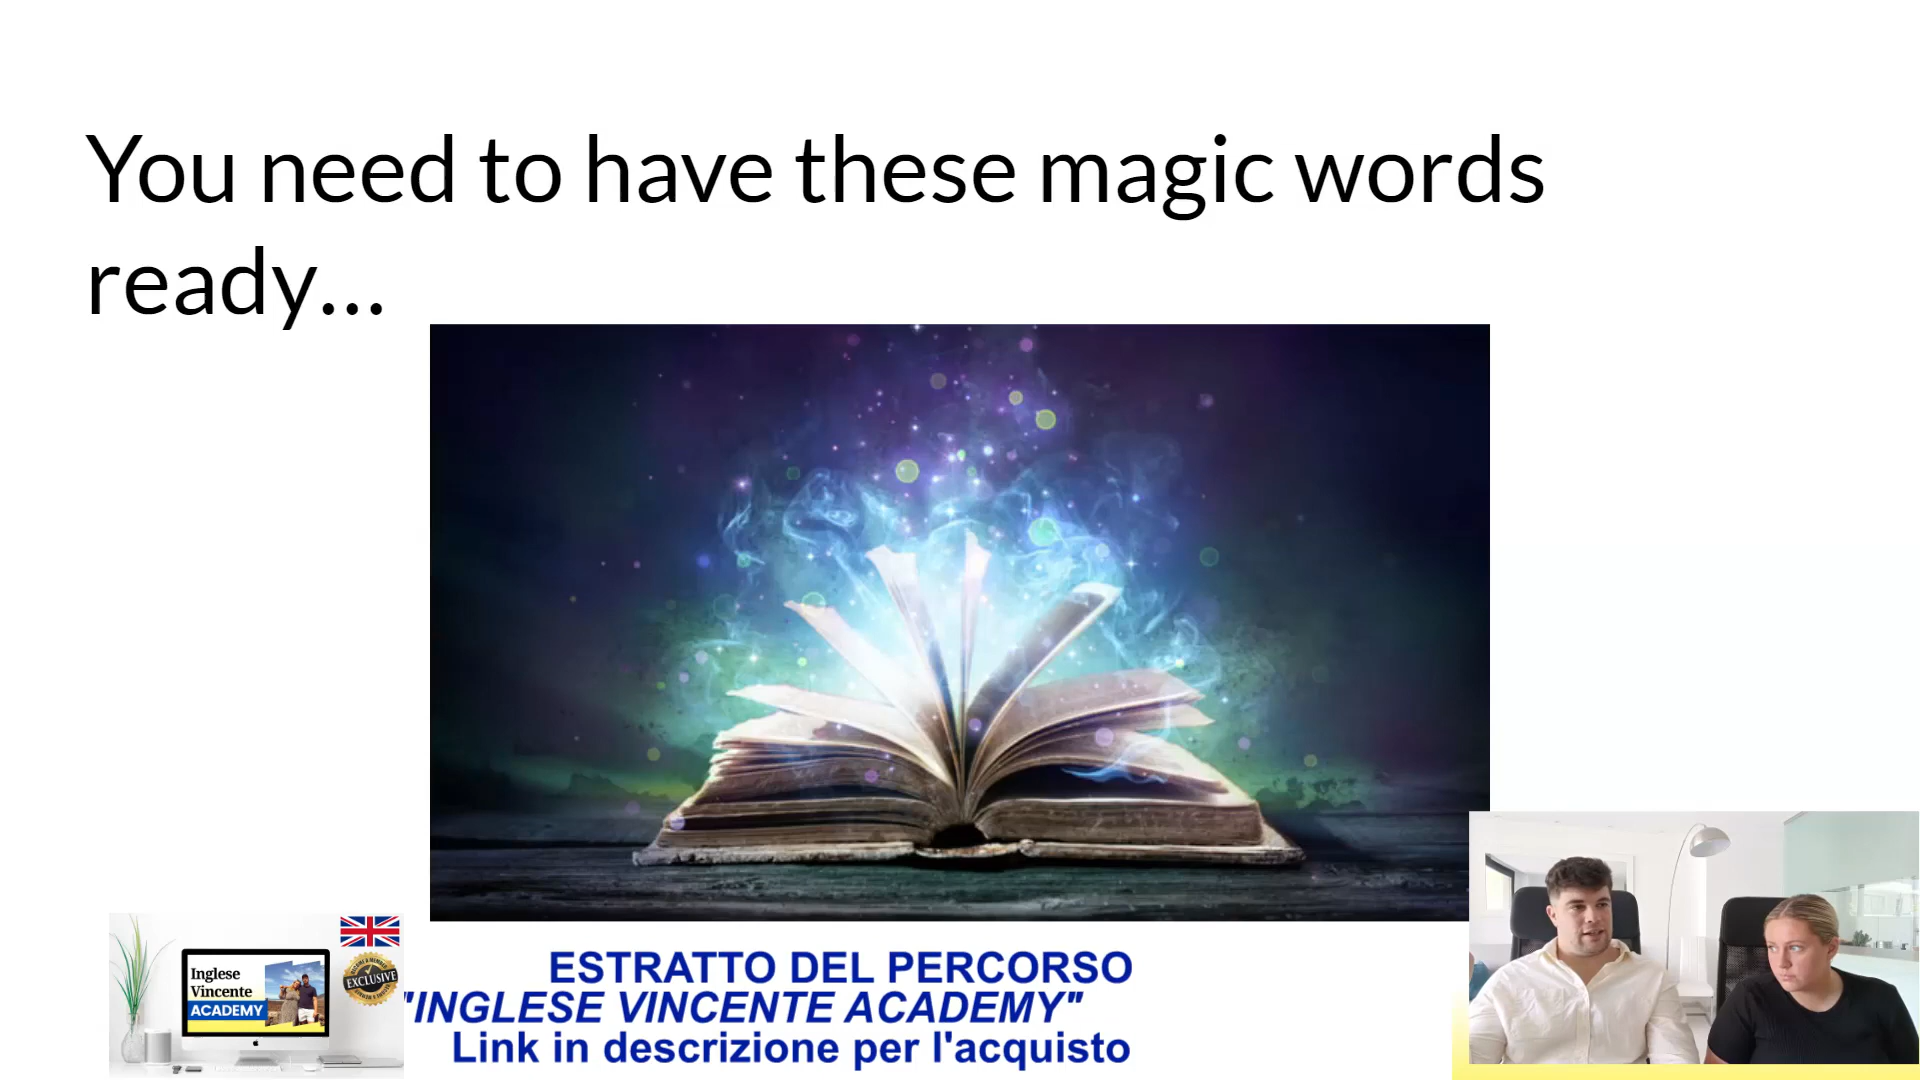 You need to have these magic words
ready...
Inglese
Vincente
ACADEMY
EXCLUSIVE
ESTRATTO DEL PERCORSO
"INGLESE VINCENTE ACADEMY"
Link in descrizione per l'acquisto